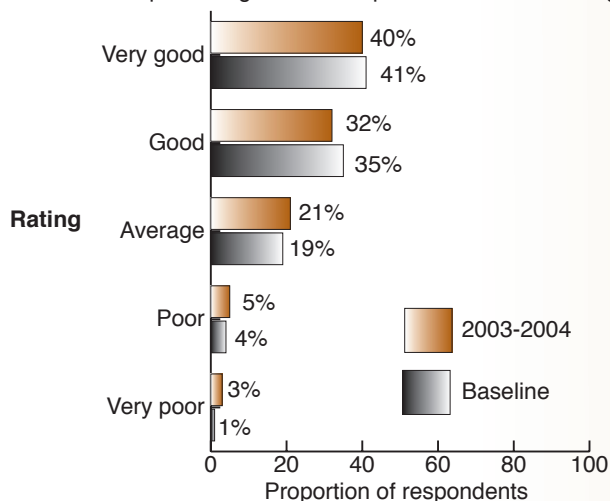 Very good
40%
41%
Good
32%
35%
Rating
Average
21%
19%
Poor
5%
4%
Very poor
3%
1%
2003-2004
Baseline
0 20 40 60 80 100
Proportion of respondents